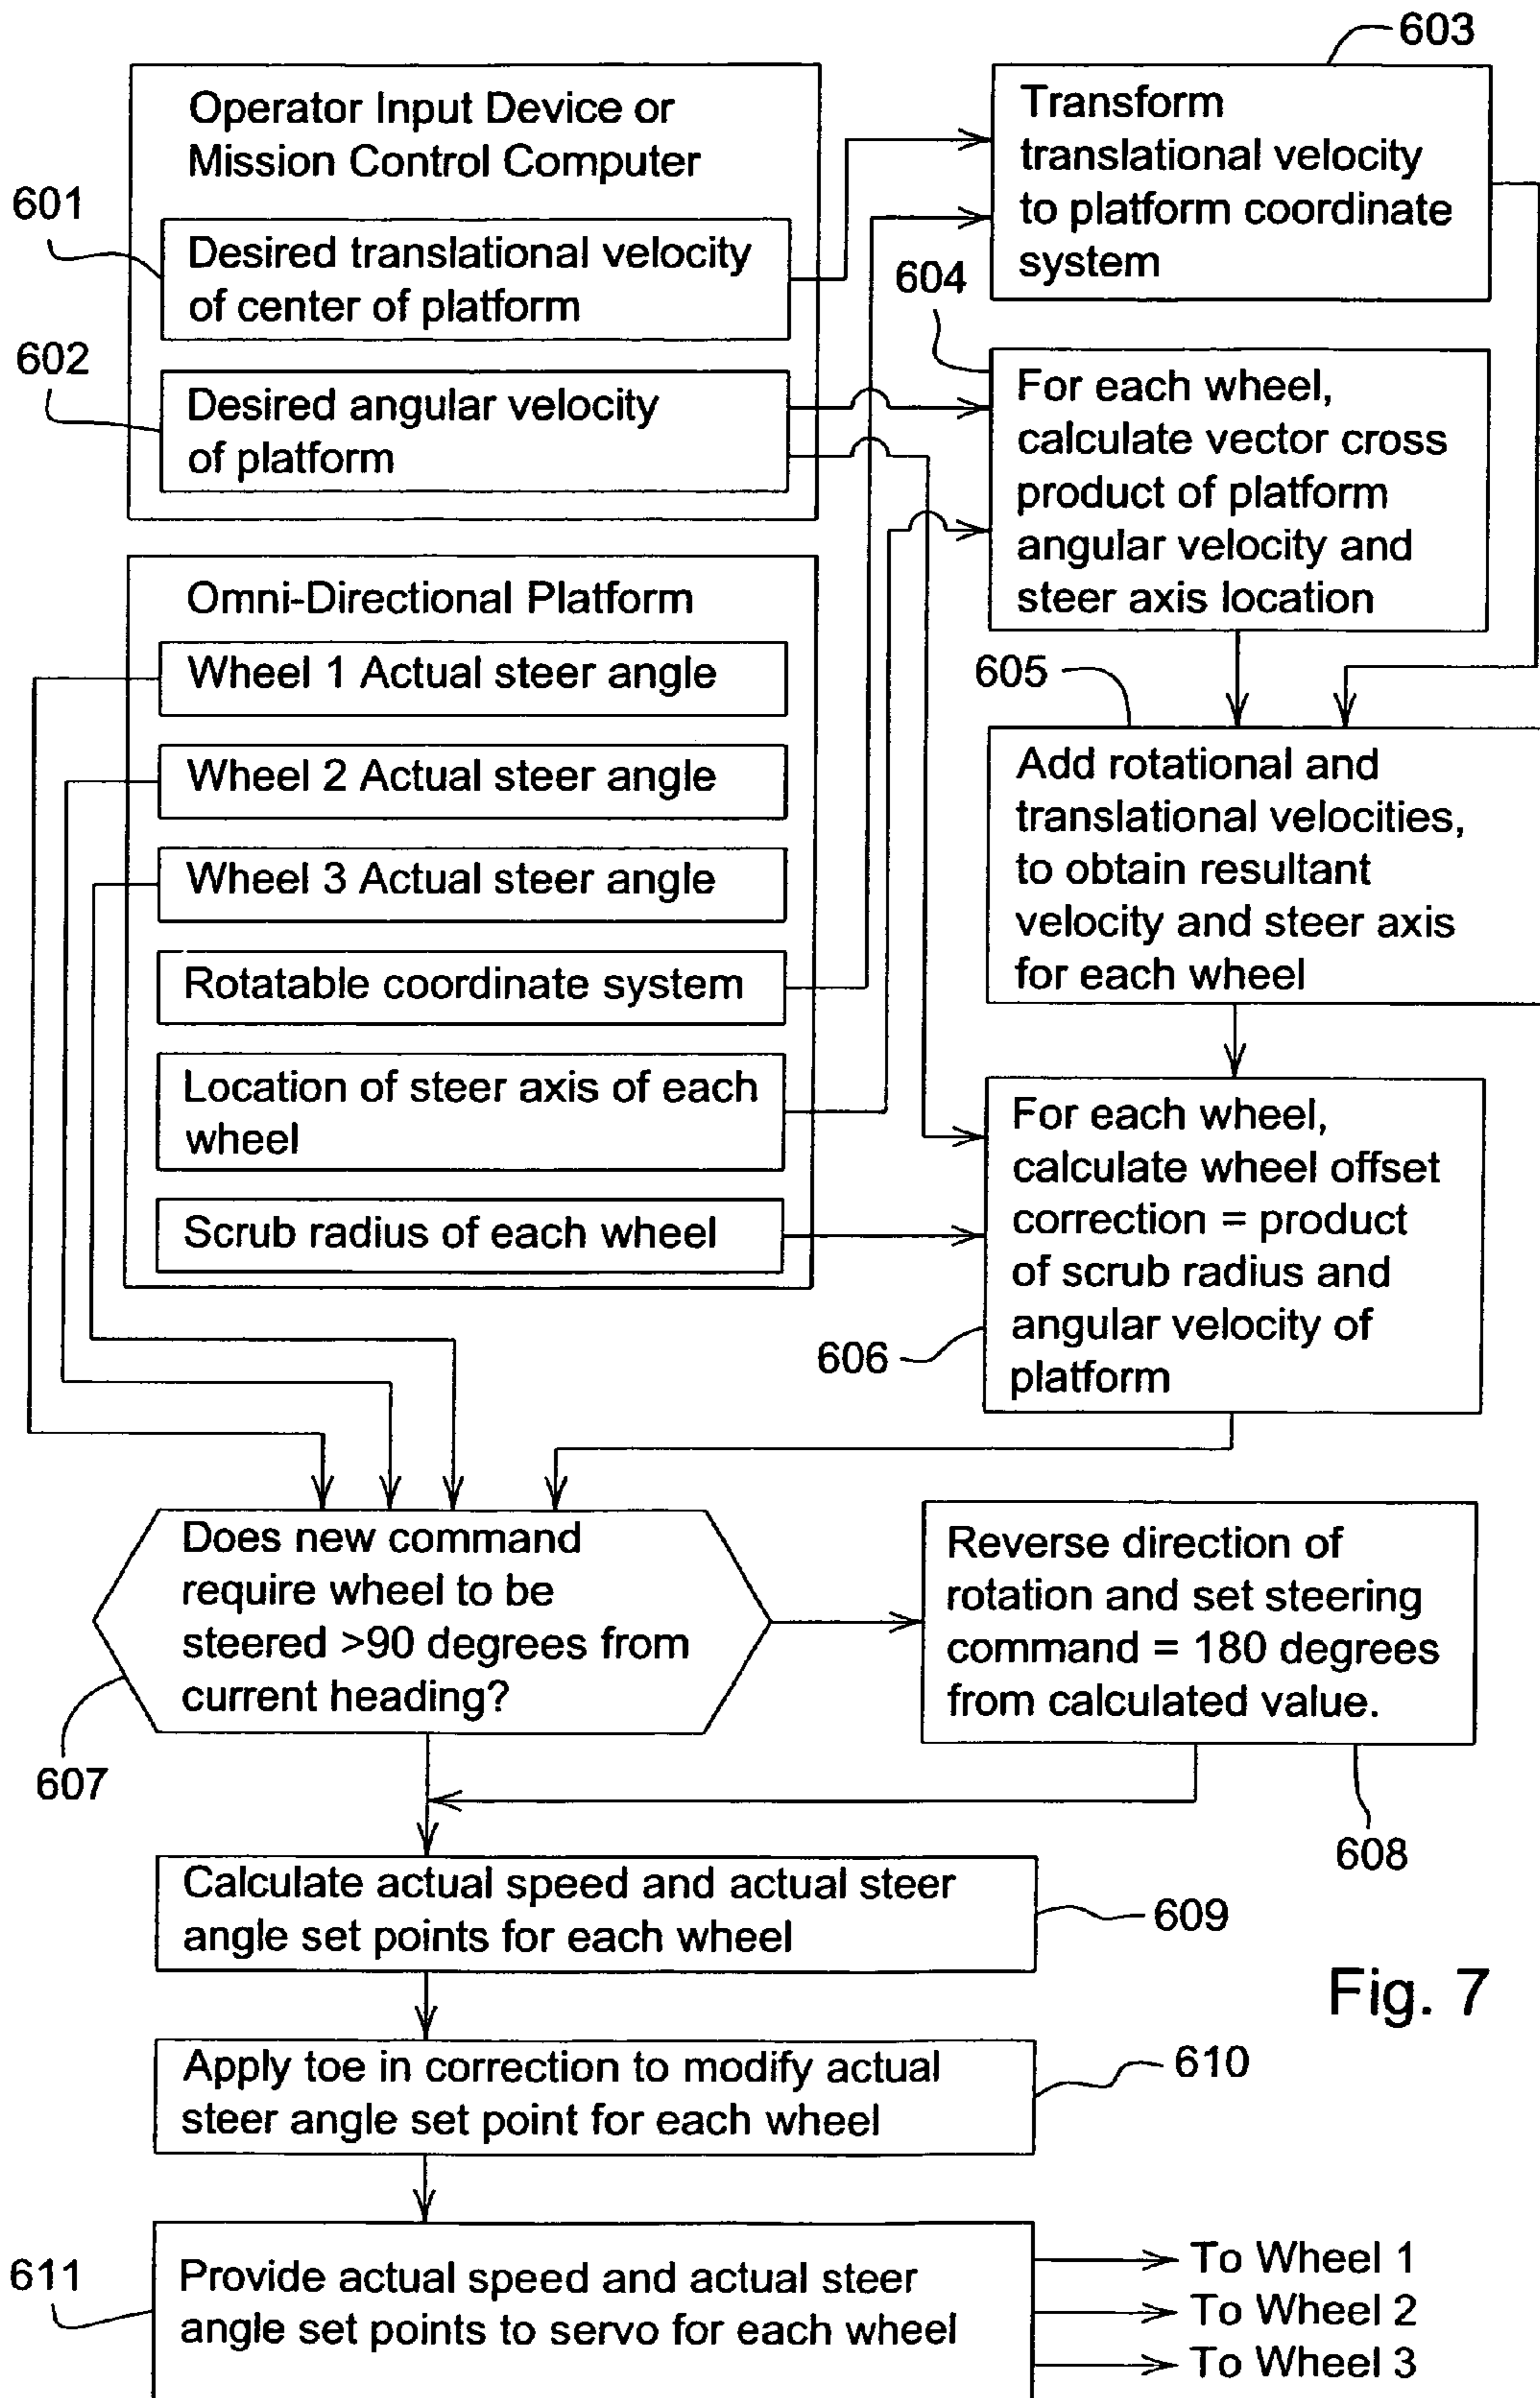 603
Operator Input Device or
Mission Control Computer
601
Desired translational velocity
of center of platform
602
Desired angular velocity
of platform
Transform
translational velocity
to platform coordinate
system
604
For each wheel,
calculate vector cross
product of platform
angular velocity and
steer axis location
Omni-Directional Platform
Wheel 1 Actual steer angle
Wheel 2 Actual steer angle
Wheel 3 Actual steer angle
Rotatable coordinate system
Location of steer axis of each
wheel
Scrub radius of each wheel
605
Add rotational and
translational velocities,
to obtain resultant
velocity and steer axis
for each wheel
For each wheel,
calculate wheel offset
correction = product
of scrub radius and
angular velocity of
platform
606
Does new command
require wheel to be
steered >90 degrees from
current heading?
607
Reverse direction of
rotation and set steering
command = 180 degrees
from calculated value.
608
Calculate actual speed and actual steer
angle set points for each wheel
609
Fig. 7
Apply toe in correction to modify actual
steer angle set point for each wheel
610
611
Provide actual speed and actual steer
angle set points to servo for each wheel
To Wheel 1
To Wheel 2
To Wheel 3